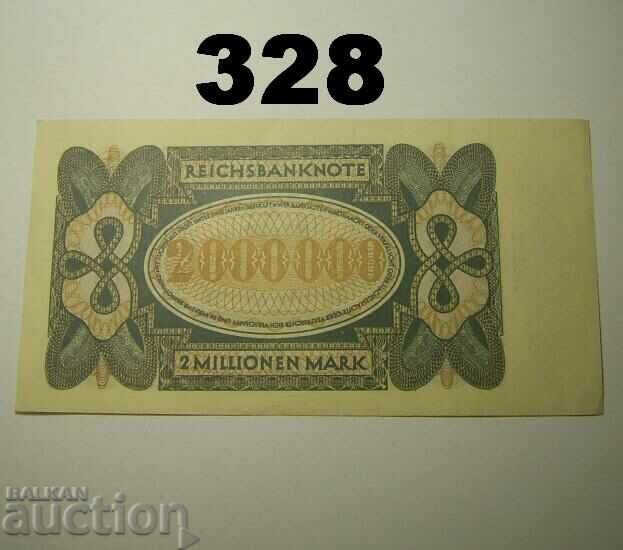 328
REICHSBANKNOTE
2000000
2 MILLIONEN MARK
BALKAN
auction